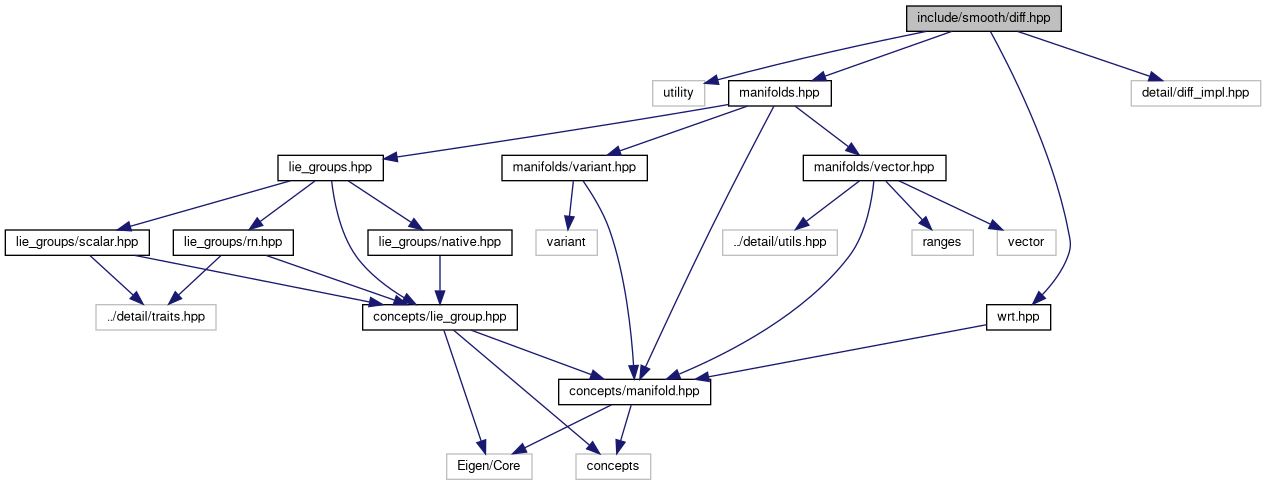 include/smooth/diff.hpp
utility
manifolds.hpp
detail/diff_impl.hpp
lie_groups.hpp
manifolds/variant.hpp
manifolds/vector.hpp
lie_groups/scalar.hpp
lie_groups/rn.hpp
lie_groups/native.hpp
variant
../detail/utils.hpp
ranges
vector
../detail/traits.hpp
concepts/lie_group.hpp
wrt.hpp
concepts/manifold.hpp
Eigen/Core
concepts